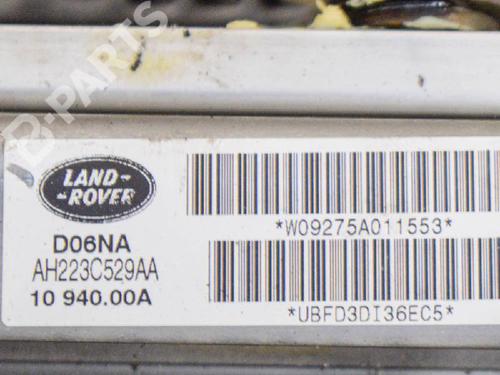 B-PARTS
LAND-
-ROVER
D06NA
AH223C529AA
10 940.00A
*W09275A011553*
*UBFD3DI36EC5*